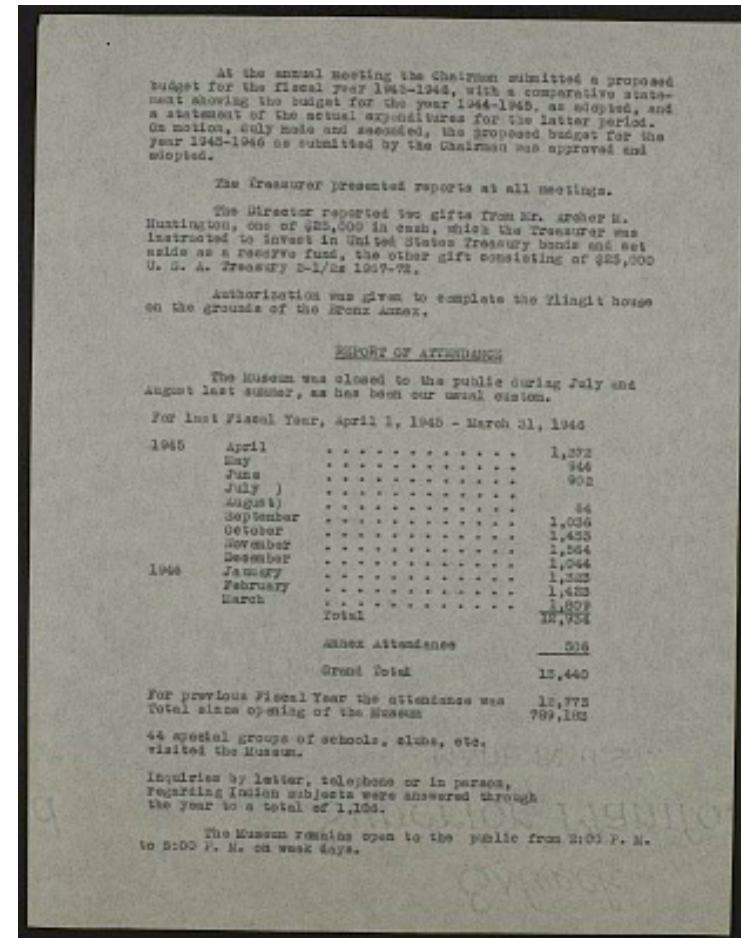 At the annual meeting the Chairman submitted a proposed
budget for the fiscal year 1945-1946, with a comparative state-
ment showing the budget for the year 1944-1945, as adopted, and
a statement of the actual expenditures for the latter period.
On motion, duly made and seconded, the proposed budget for the
year 1945-1946 as submitted by the Chairman was approved and
adopted.
The Treasurer presented reports at all meetings.
The Director reported two gifts from Mr. Archer M.
Huntington, one of $25,000 in cash, which the Treasurer was
instructed to invest in United States Treasury bonds and set
aside as a reserve fund, the other gift consisting of $25,000
U. S. A. Treasury 2-1/2s 1967-72.
Authorization was given to complete the Tlingit house
on the grounds of the Bronx Annex.
REPORT OF ATTENDANCE
The Museum was closed to the public during July and
August last summer, as has been our usual custom.
For last Fiscal Year, April 1, 1945 - March 31, 1946
1945 April . . . . . . . . . . . . . 1,372
May . . . . . . . . . . . . . 944
June . . . . . . . . . . . . . 902
July ) . . . . . . . . . . . . .
August) . . . . . . . . . . . . . 64
September . . . . . . . . . . . . . 1,036
October . . . . . . . . . . . . . 1,453
November . . . . . . . . . . . . . 1,564
December . . . . . . . . . . . . . 1,044
1946 January . . . . . . . . . . . . . 1,323
February . . . . . . . . . . . . . 1,423
March . . . . . . . . . . . . . 1,809
Total 12,934
Annex Attendance 506
Grand Total 13,440
For previous Fiscal Year the attendance was 12,773
Total since opening of the Museum
44 special groups of schools, clubs, etc.
visited the Museum.
Inquiries by letter, telephone or in person,
regarding Indian subjects were answered through
the year to a total of
The Museum remains open to the public from 2:00 P. M.
to 5:00 P. M. on week days.